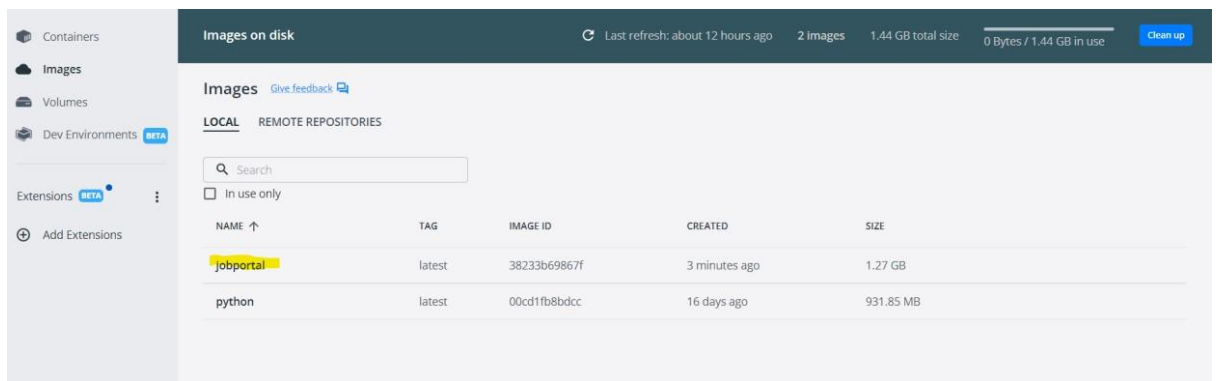 Containers
Images
Volumes
Dev Environments BETA
Extensions BETA
Add Extensions
Images on disk Last refresh: about 12 hours ago 2 images 1.44 GB total size 0 Bytes / 1.44 GB in use Clean up
Images Give feedback
LOCAL REMOTE REPOSITORIES
Search
In use only
NAME TAG IMAGE ID CREATED SIZE
jobportal latest 38233b69867f 3 minutes ago 1.27 GB
python latest 00cd1fb8bdcc 16 days ago 931.85 MB